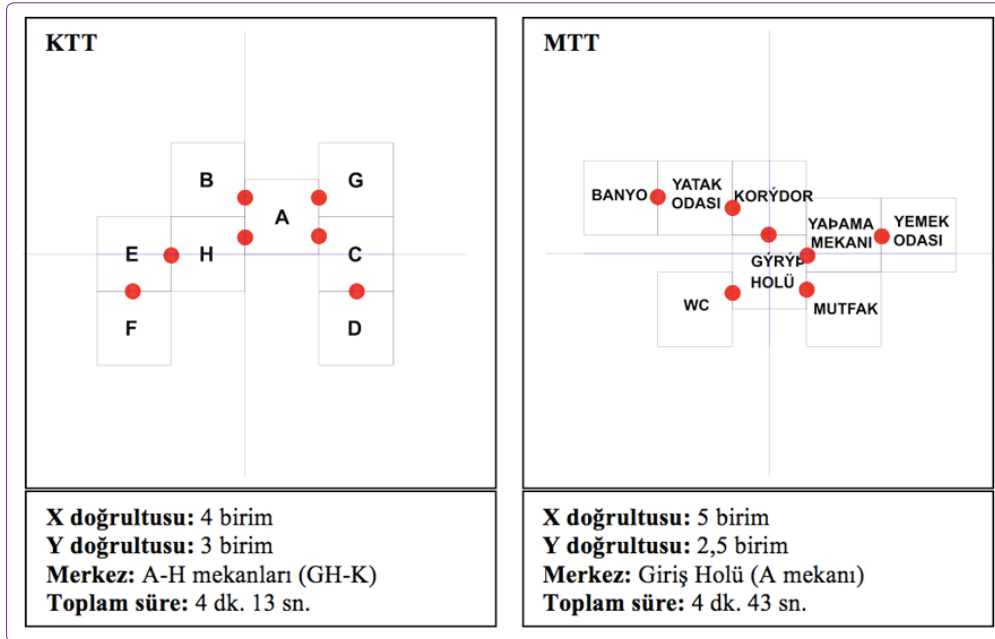 KTT
B
G
A
E
H
C
F
D
X doğrultusu: 4 birim
Y doğrultusu: 3 birim
Merkez: A-H mekanları (GH-K)
Toplam süre: 4 dk. 13 sn.
MTT
BANYO
YATAK
ODASI
KORÝDOR
YAÞAMA
MEKANI
YEMEK
ODASI
GÝRÝÞ
HOLÜ
WC
MUTFAK
X doğrultusu: 5 birim
Y doğrultusu: 2,5 birim
Merkez: Giriş Holü (A mekanı)
Toplam süre: 4 dk. 43 sn.